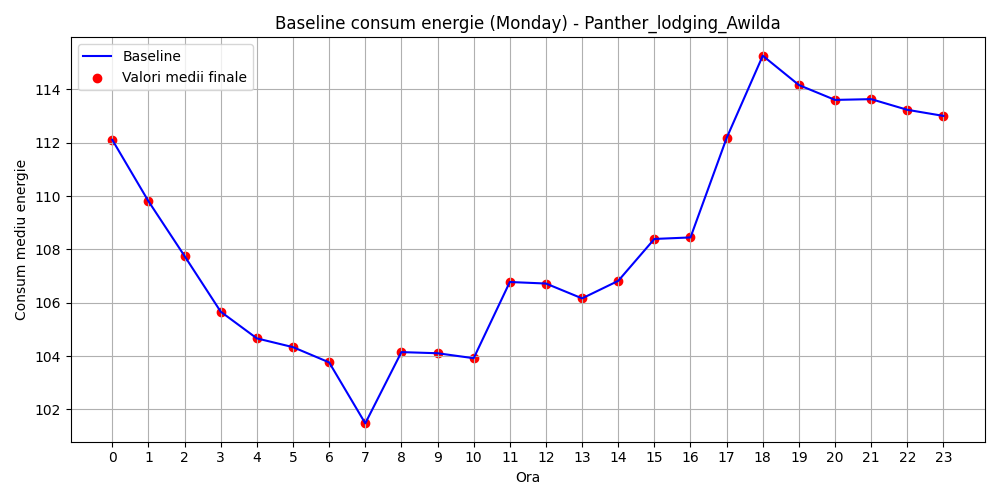 Baseline consum energie (Monday) - Panther_lodging_Awilda
Baseline
Valori medii finale
Consum mediu energie
114
112
110
108
106
104
102
0 1 2 3 4 5 6 7 8 9 10 11 12 13 14 15 16 17 18 19 20 21 22 23
Ora